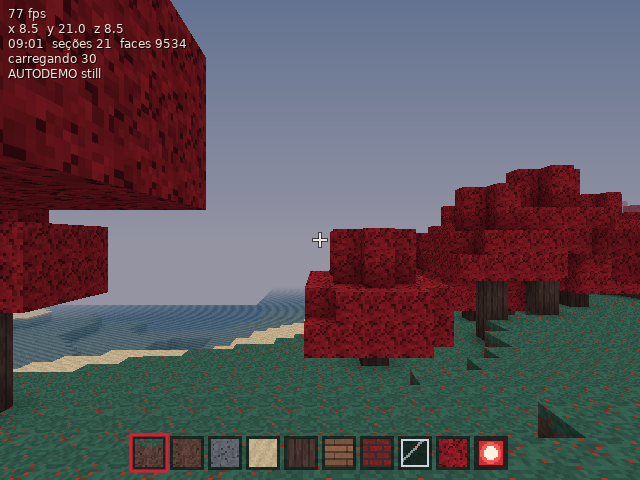 77 fps
x 8.5 y 21.0 z 8.5
09:01 seções 21 faces 9534
carregando 30
AUTODEMO still